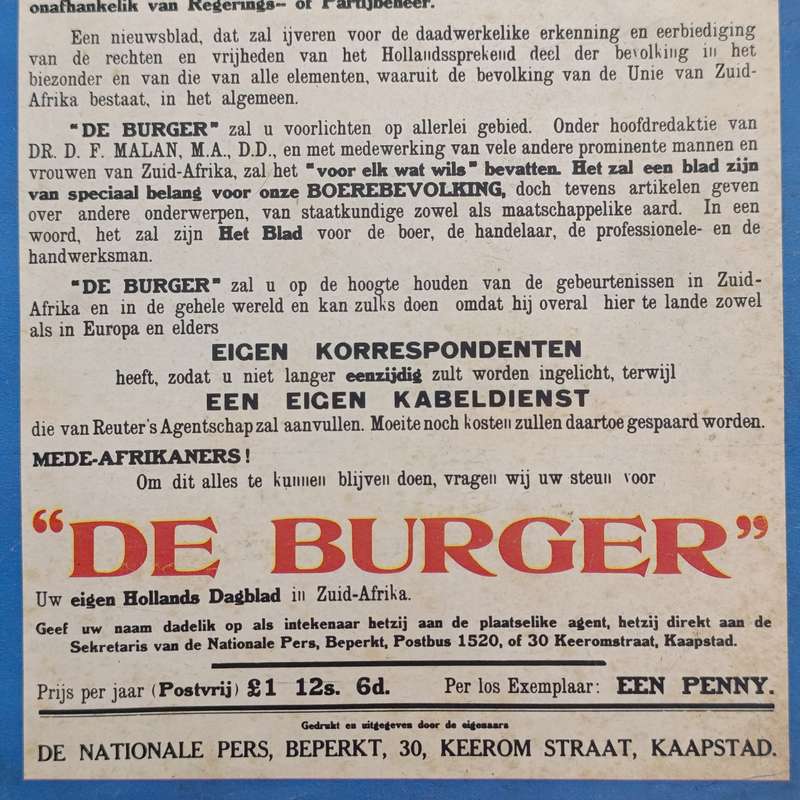 onafhankelik van Regerings- of Partijbeheer.
Een nieuwsblad, dat zal ijveren voor de daadwerkelike erkenning en eerbiediging
van de rechten en vrijheden van het Hollandssprekend deel der bevolking in het
biezonder en van die van alle elementen, waaruit de bevolking van de Unie van Zuid-
Afrika bestaat, in het algemeen.
"DE BURGER" zal u voorlichten op allerlei gebied. Onder hoofdredaktie van
DR. D. F. MALAN, M.A., D.D., en met medewerking van vele andere prominente mannen en
vrouwen van Zuid-Afrika, zal het "voor elk wat wils" bevatten. Het zal een blad zijn
van speciaal belang voor onze BOEREBEVOLKING, doch tevens artikelen geven
over andere onderwerpen, van staatkundige zowel als maatschappelike aard. In een
woord, het zal zijn Het Blad voor de boer, de handelaar, de professionele- en de
handwerksman.
"DE BURGER" zal u op de hoogte houden van de gebeurtenissen in Zuid-
Afrika en in de gehele wereld en kan zulks doen omdat hij overal hier te lande zowel
als in Europa en elders
EIGEN KORRESPONDENTEN
heeft, zodat u niet langer eenzijdig zult worden ingelicht, terwijl
EEN EIGEN KABELDIENST
die van Reuter's Agentschap zal aanvullen. Moeite noch kosten zullen daartoe gespaard worden.
MEDE-AFRIKANERS!
Om dit alles te kunnen blijven doen, vragen wij uw steun voor
"DE BURGER"
Uw eigen Hollands Dagblad in Zuid-Afrika.
Geef uw naam dadelik op als intekenaar hetzij aan de plaatselike agent, hetzij direkt aan de
Sekretaris van de Nationale Pers, Beperkt, Postbus 1520, of 30 Keeromstraat, Kaapstad.
Prijs per jaar (Postvrij) £1 12s. 6d. Per los Exemplaar: EEN PENNY.
Gedrukt en uitgegeven door de eigenaars
DE NATIONALE PERS, BEPERKT, 30, KEEROM STRAAT, KAAPSTAD.